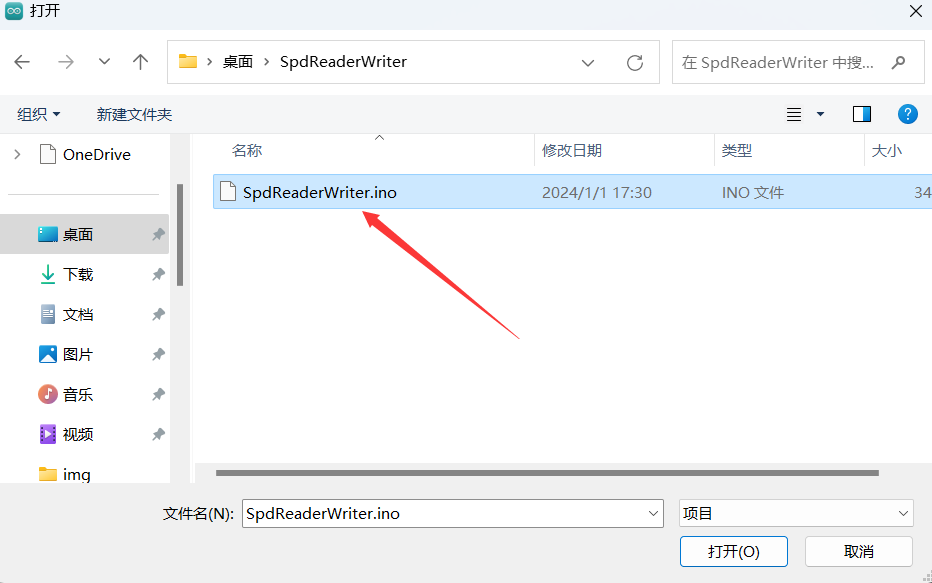 打开
桌面 SpdReaderWriter
在 SpdReaderWriter 中搜...
组织 新建文件夹
名称 修改日期 类型 大小
OneDrive
SpdReaderWriter.ino 2024/1/1 17:30 INO 文件 34
桌面
下载
文档
图片
音乐
视频
img
文件名(N): SpdReaderWriter.ino 项目
打开(O) 取消